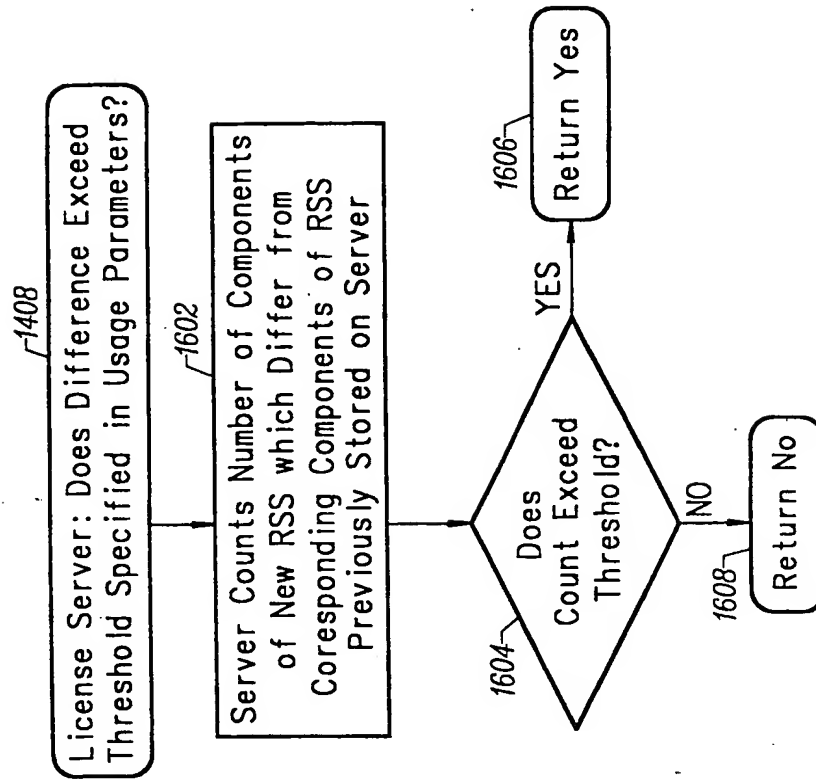 1408
License Server: Does Difference Exceed
Threshold Specified in Usage Parameters?
1602
Server Counts Number of Components
of New RSS which Differ from
Coresponding Components of RSS
Previously Stored on Server
1604
Does
Count Exceed
Threshold?
YES
1606
Return Yes
NO
1608
Return No